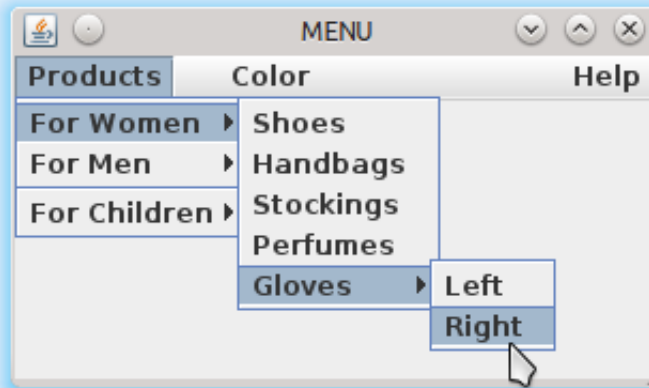 MENU
Products Color Help
For Women Shoes
For Men Handbags
For Children Stockings
Perfumes
Gloves Left
Right